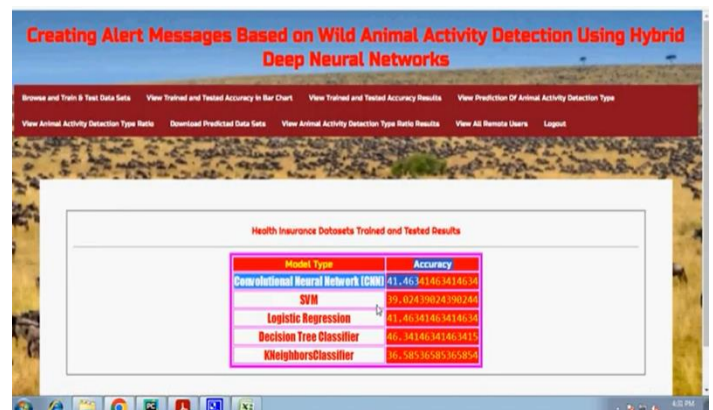 Creating Alert Messages Based on Wild Animal Activity Detection Using Hybrid
Deep Neural Networks
Browse and Train & Test Data Sets View Trained and Tested Accuracy in Bar Chart View Trained and Tested Accuracy Results View Prediction Of Animal Activity Detection Type
View Animal Activity Detection Type Ratio Download Predicted Data Sets View Animal Activity Detection Type Ratio Results View All Remote Users Logout
Health Insurance Datasets Trained and Tested Results
Model Type Accuracy
Convolutional Neural Network (CNN) 41.46341463414634
SVM 39.02439024390244
Logistic Regression 41.46341463414634
Decision Tree Classifier 46.34146341463415
KNeighborsClassifier 36.58536585365854
4:31 PM